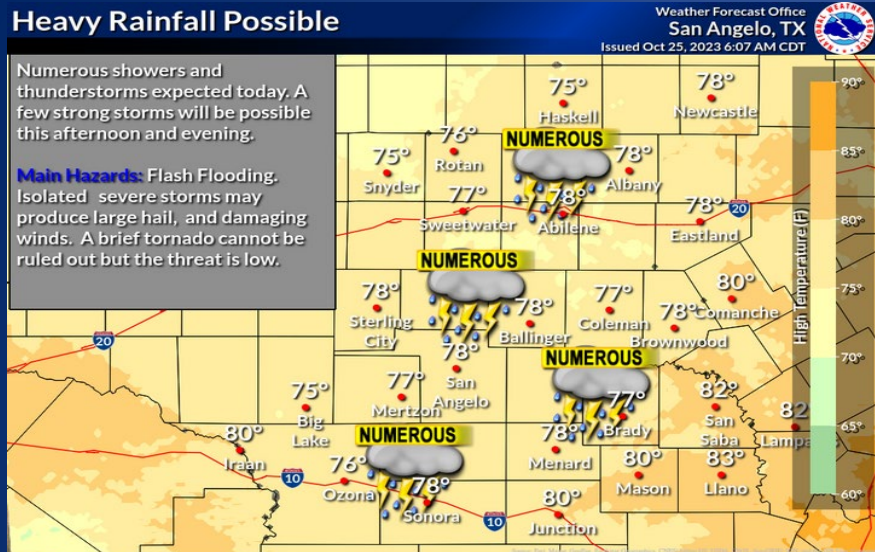 Heavy Rainfall Possible
Weather Forecast Office
San Angelo, TX
Issued Oct 25, 2023 6:07 AM CDT
NATIONAL WEATHER SERVICE
Numerous showers and
thunderstorms expected today. A
few strong storms will be possible
this afternoon and evening.
Main Hazards: Flash Flooding.
Isolated severe storms may
produce large hail, and damaging
winds. A brief tornado cannot be
ruled out but the threat is low.
75°
Haskell
78°
Newcastle
NUMEROUS
76°
Rotan
75°
Snyder
78°
Albany
77°
Sweetwater
78°
Abilene
78°
Eastland
20
NUMEROUS
78°
Sterling
City
78°
Ballinger
77°
Coleman
78°
Brownwood
80°
Comanche
20
78°
San
Angelo
NUMEROUS
77°
Mertzon
75°
Big
Lake
77°
Brady
82°
San
Saba
82°
Lampa
NUMEROUS
80°
Iraan
76°
Ozona
78°
Sonora
78°
Menard
80°
Mason
83°
Llano
10
10
80°
Junction
High Temperature (F)
90°
85°
80°
75°
70°
65°
60°